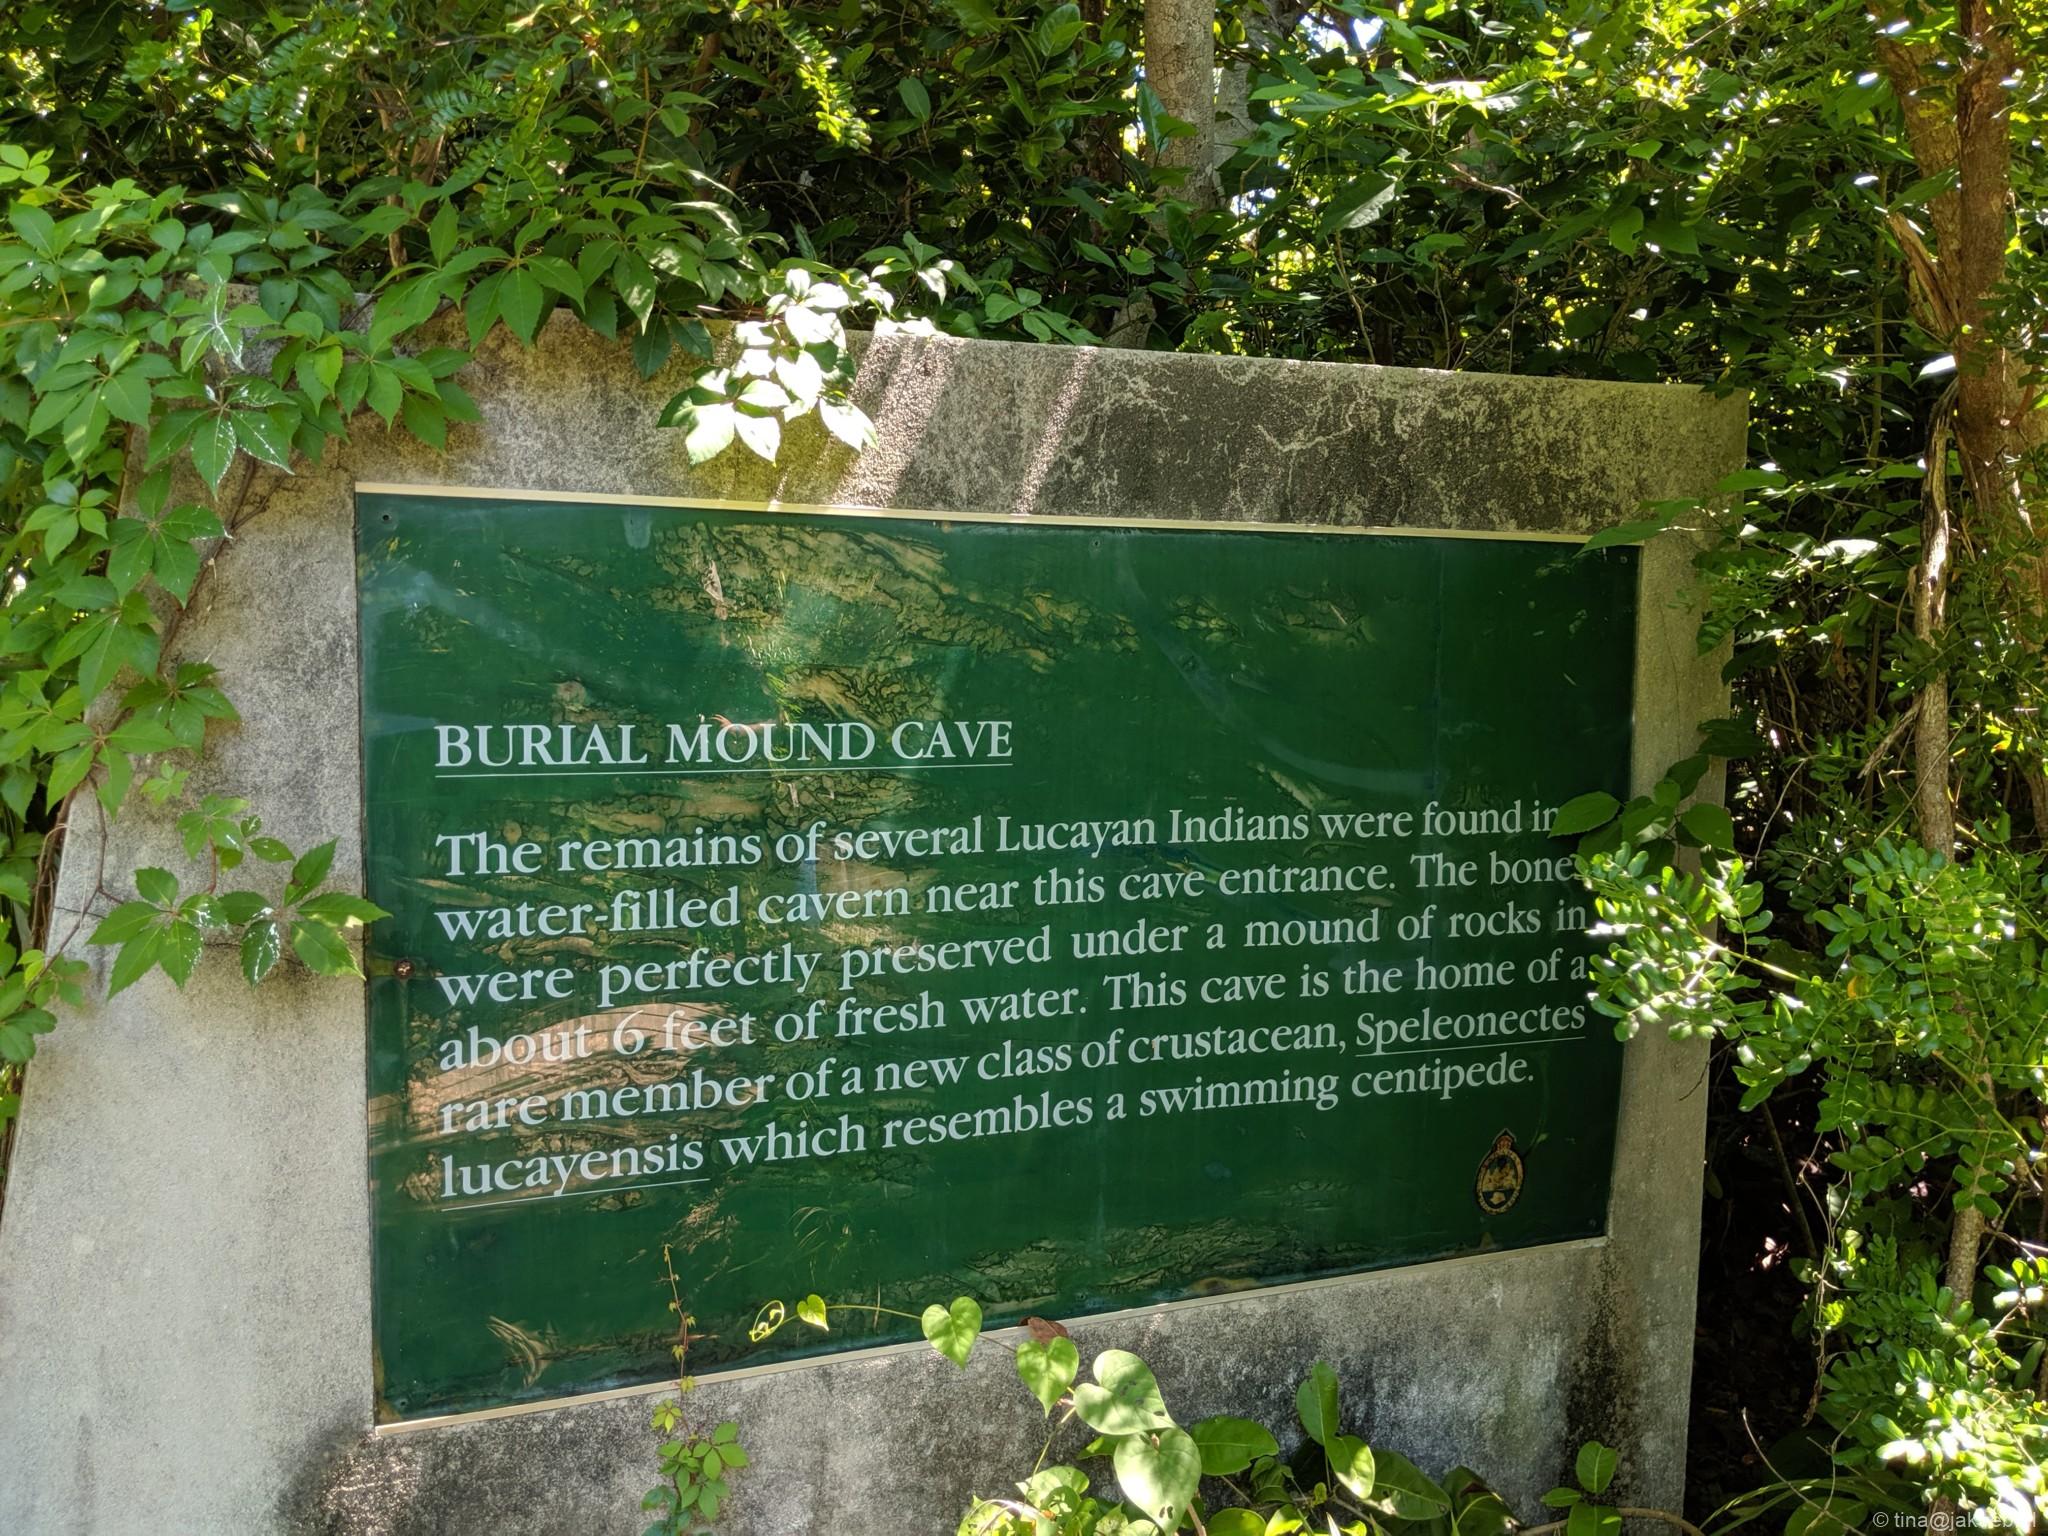 BURIAL MOUND CAVE
The remains of several Lucayan Indians were found in
water-filled cavern near this cave entrance. The bones
were perfectly preserved under a mound of rocks in
about 6 feet of fresh water. This cave is the home of a
rare member of a new class of crustacean, Speleonectes
lucayensis which resembles a swimming centipede.